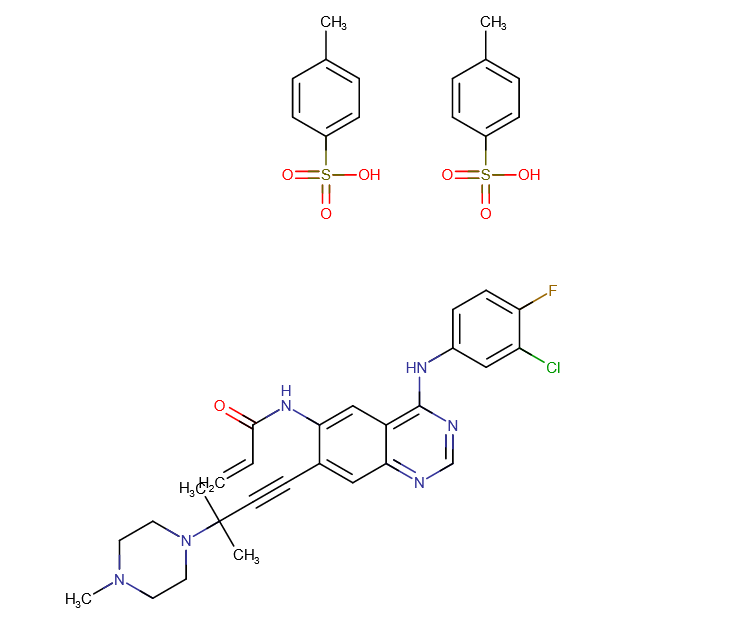 CH3 CH3
O S OH O S OH
O O
F
HN Cl
H
O N N
H2C
H3C N
N
CH3
N
H3C